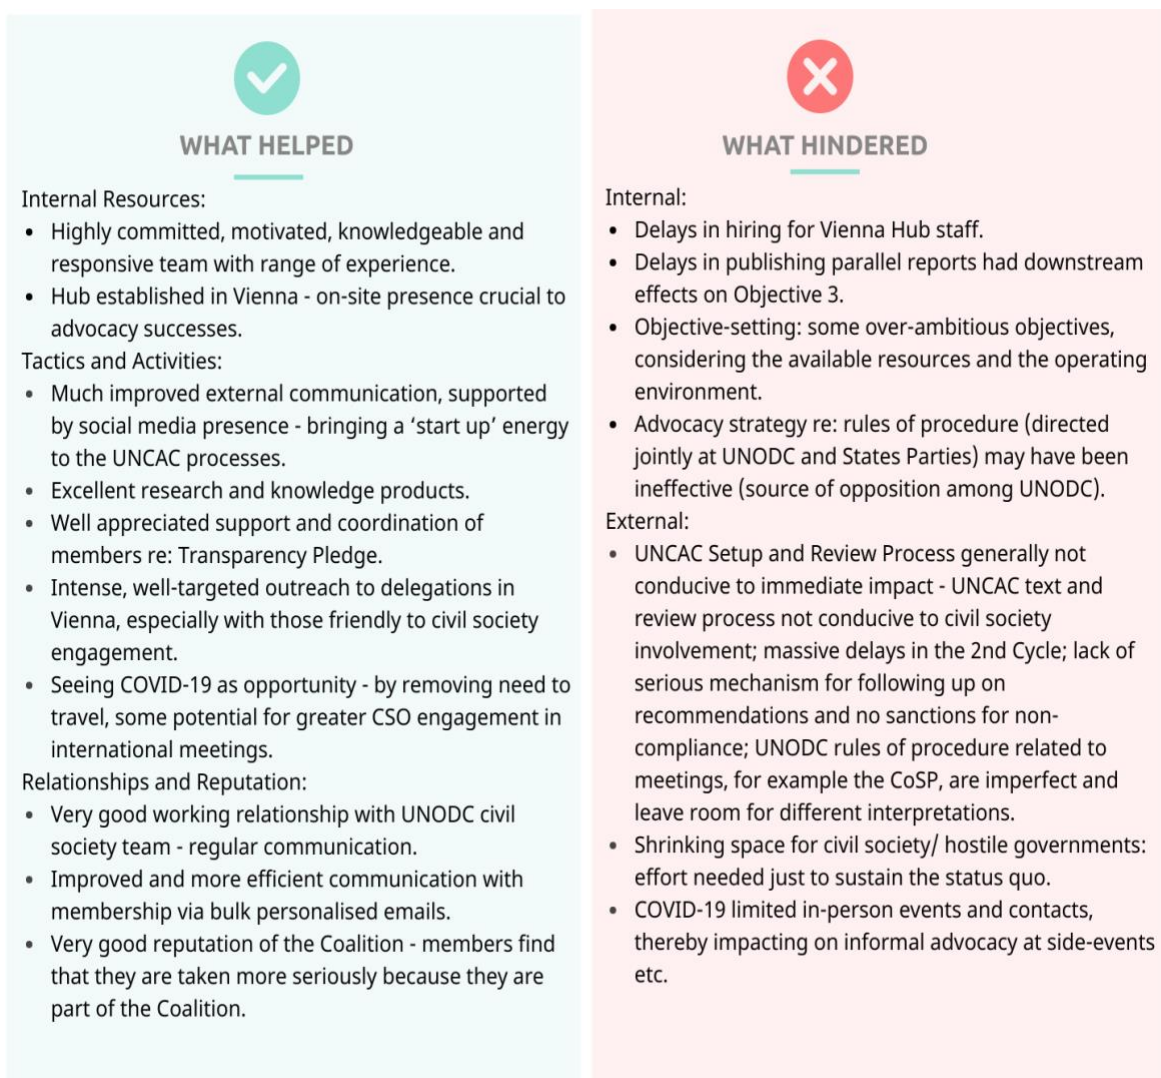 WHAT HELPED
Internal Resources:
• Highly committed, motivated, knowledgeable and
responsive team with range of experience.
• Hub established in Vienna - on-site presence crucial to
advocacy successes.
Tactics and Activities:
• Much improved external communication, supported
by social media presence - bringing a ‘start up’ energy
to the UNCAC processes.
• Excellent research and knowledge products.
• Well appreciated support and coordination of
members re: Transparency Pledge.
• Intense, well-targeted outreach to delegations in
Vienna, especially with those friendly to civil society
engagement.
• Seeing COVID-19 as opportunity - by removing need to
travel, some potential for greater CSO engagement in
international meetings.
Relationships and Reputation:
• Very good working relationship with UNODC civil
society team - regular communication.
• Improved and more efficient communication with
membership via bulk personalised emails.
• Very good reputation of the Coalition - members find
that they are taken more seriously because they are
part of the Coalition.
WHAT HINDERED
Internal:
• Delays in hiring for Vienna Hub staff.
• Delays in publishing parallel reports had downstream
effects on Objective 3.
• Objective-setting: some over-ambitious objectives,
considering the available resources and the operating
environment.
• Advocacy strategy re: rules of procedure (directed
jointly at UNODC and States Parties) may have been
ineffective (source of opposition among UNODC).
External:
• UNCAC Setup and Review Process generally not
conducive to immediate impact - UNCAC text and
review process not conducive to civil society
involvement; massive delays in the 2nd Cycle; lack of
serious mechanism for following up on
recommendations and no sanctions for non-
compliance; UNODC rules of procedure related to
meetings, for example the CoSP, are imperfect and
leave room for different interpretations.
• Shrinking space for civil society/ hostile governments:
effort needed just to sustain the status quo.
• COVID-19 limited in-person events and contacts,
thereby impacting on informal advocacy at side-events
etc.